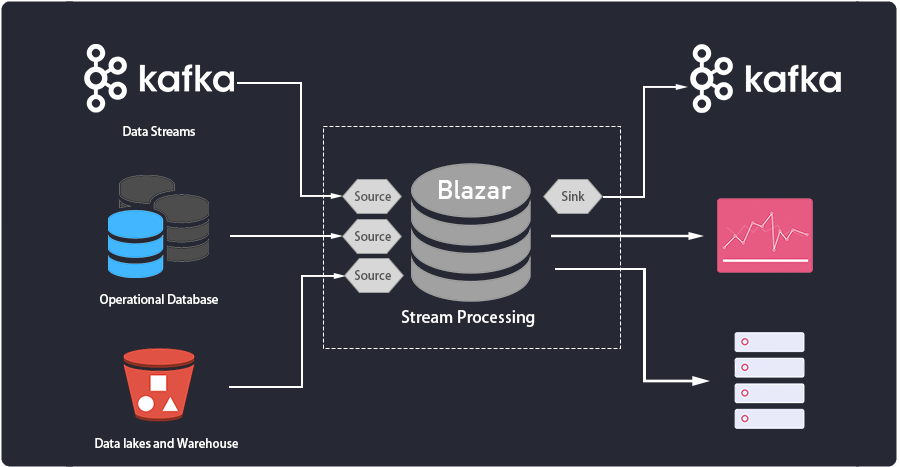 kafka
Data Streams
Operational Database
Data lakes and Warehouse
Source
Source
Source
Blazar
Stream Processing
Sink
kafka